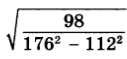 √(98 / (176² − 112²))